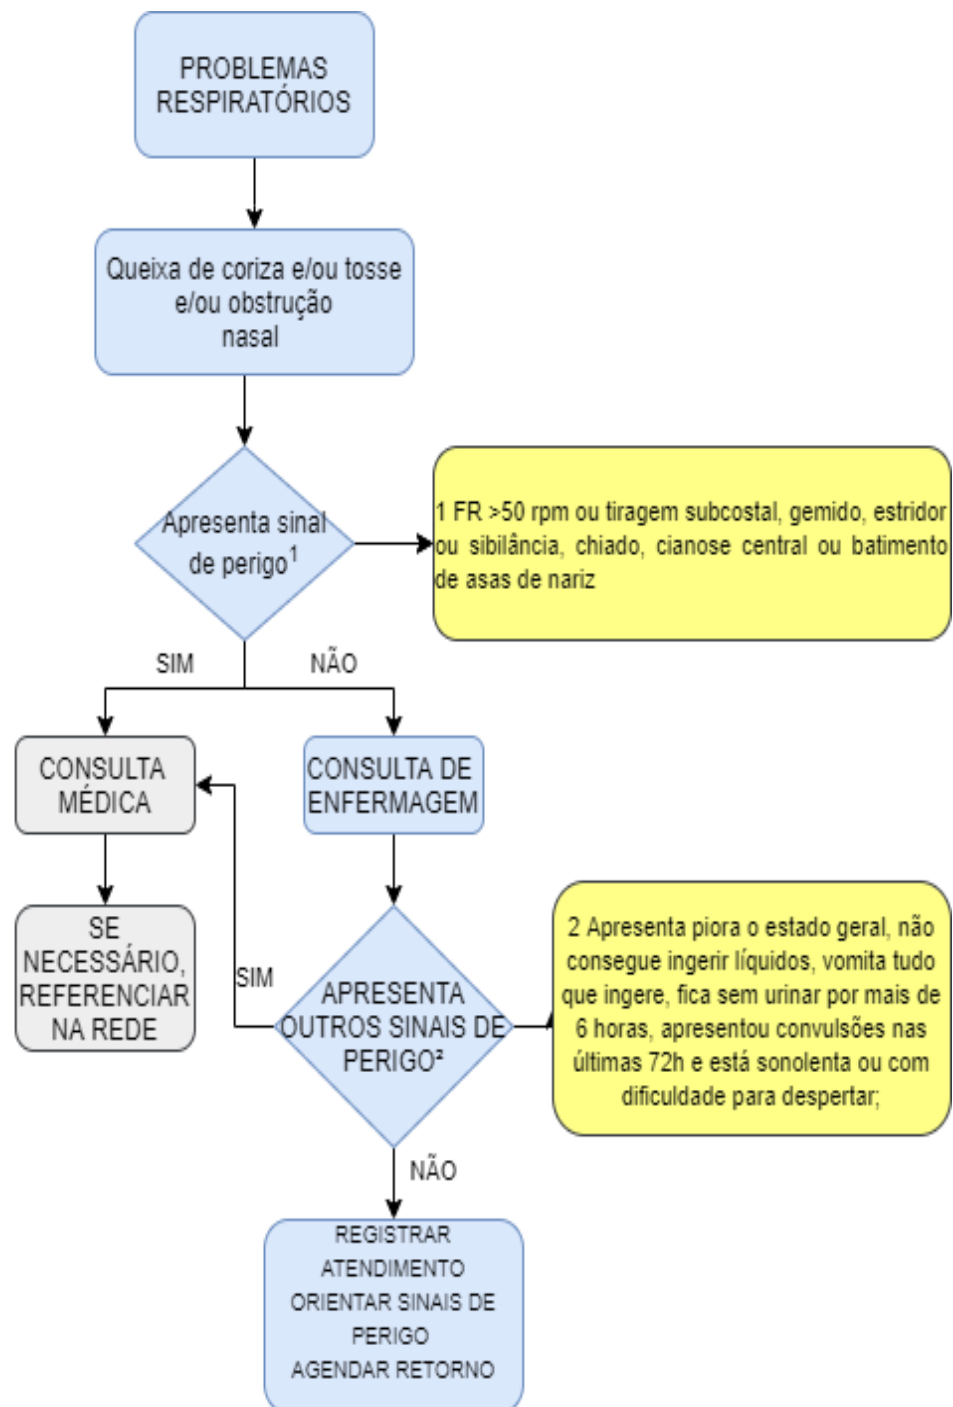 PROBLEMAS
RESPIRATÓRIOS
Queixa de coriza e/ou tosse
e/ou obstrução
nasal
Apresenta sinal
de perigo1
1 FR >50 rpm ou tiragem subcostal, gemido, estridor
ou sibilância, chiado, cianose central ou batimento
de asas de nariz
SIM
NÃO
CONSULTA
MÉDICA
CONSULTA DE
ENFERMAGEM
SE
NECESSÁRIO,
REFERENCIAR
NA REDE
SIM
APRESENTA
OUTROS SINAIS DE
PERIGO²
2 Apresenta piora o estado geral, não
consegue ingerir líquidos, vomita tudo
que ingere, fica sem urinar por mais de
6 horas, apresentou convulsões nas
últimas 72h e está sonolenta ou com
dificuldade para despertar;
NÃO
REGISTRAR
ATENDIMENTO
ORIENTAR SINAIS DE
PERIGO
AGENDAR RETORNO